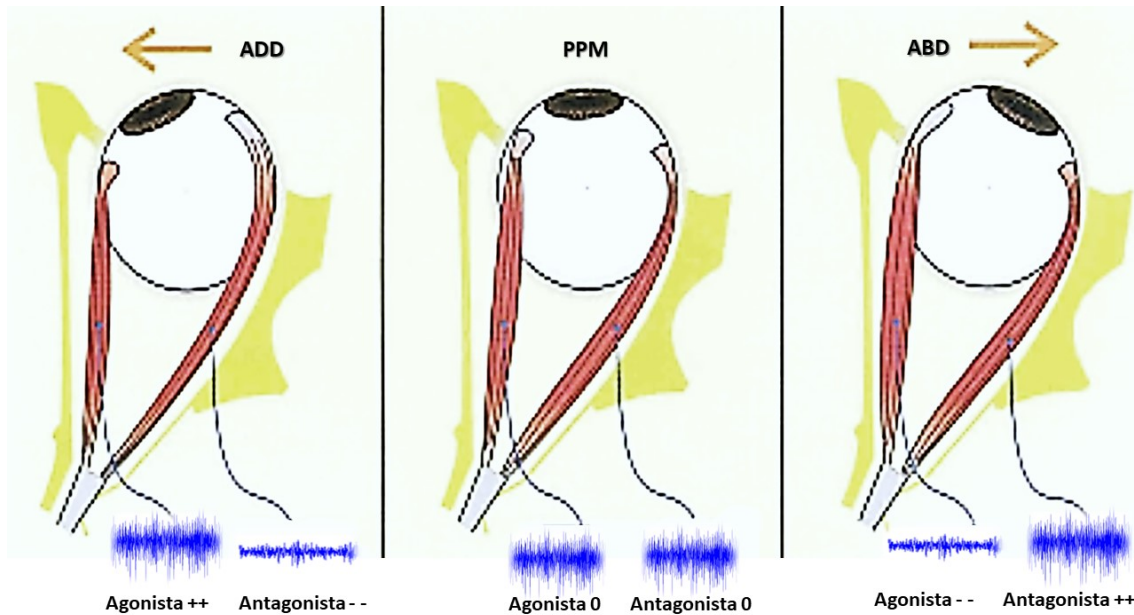 ADD
PPM
ABD
Agonista ++
Antagonista - -
Agonista 0
Antagonista 0
Agonista - -
Antagonista ++